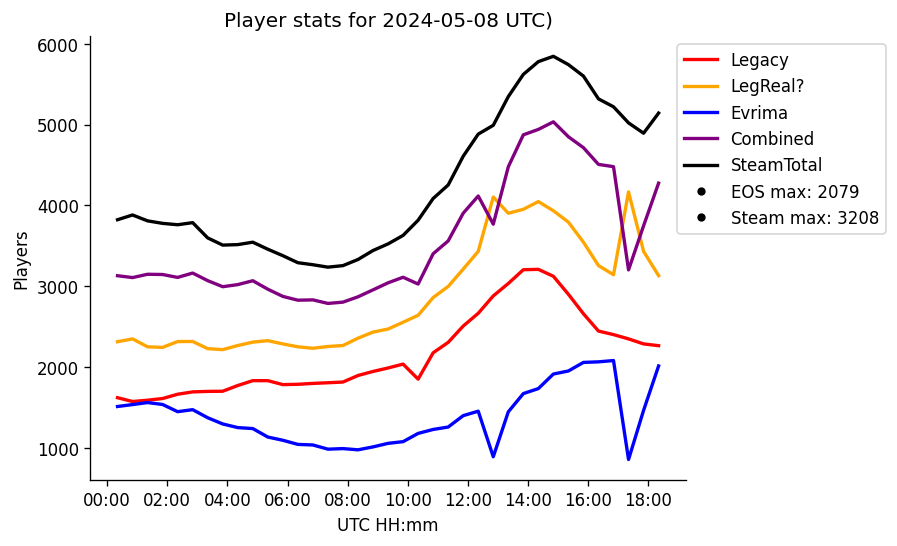 Player stats for 2024-05-08 UTC)
6000
5000
4000
3000
2000
1000
Players
00:00 02:00 04:00 06:00 08:00 10:00 12:00 14:00 16:00 18:00
UTC HH:mm
Legacy
LegReal?
Evrima
Combined
SteamTotal
EOS max: 2079
Steam max: 3208